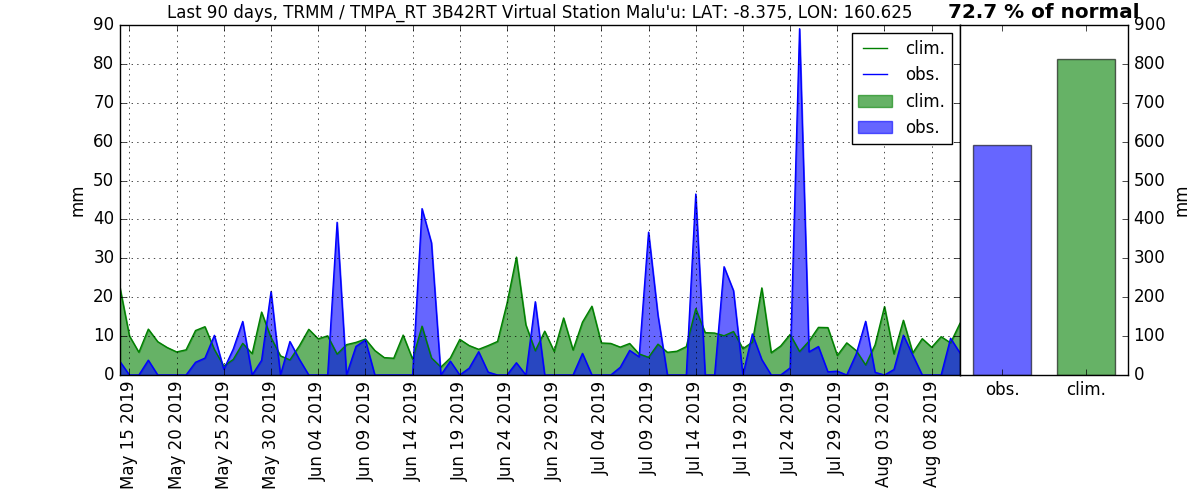 Last 90 days, TRMM / TMPA_RT 3B42RT Virtual Station Malu'u: LAT: -8.375, LON: 160.625
72.7 % of normal
90
80
70
60
50
40
30
20
10
0
mm
clim.
obs.
clim.
obs.
900
800
700
600
500
400
300
200
100
0
mm
May 15 2019
May 20 2019
May 25 2019
May 30 2019
Jun 04 2019
Jun 09 2019
Jun 14 2019
Jun 19 2019
Jun 24 2019
Jun 29 2019
Jul 04 2019
Jul 09 2019
Jul 14 2019
Jul 19 2019
Jul 24 2019
Jul 29 2019
Aug 03 2019
Aug 08 2019
obs.
clim.